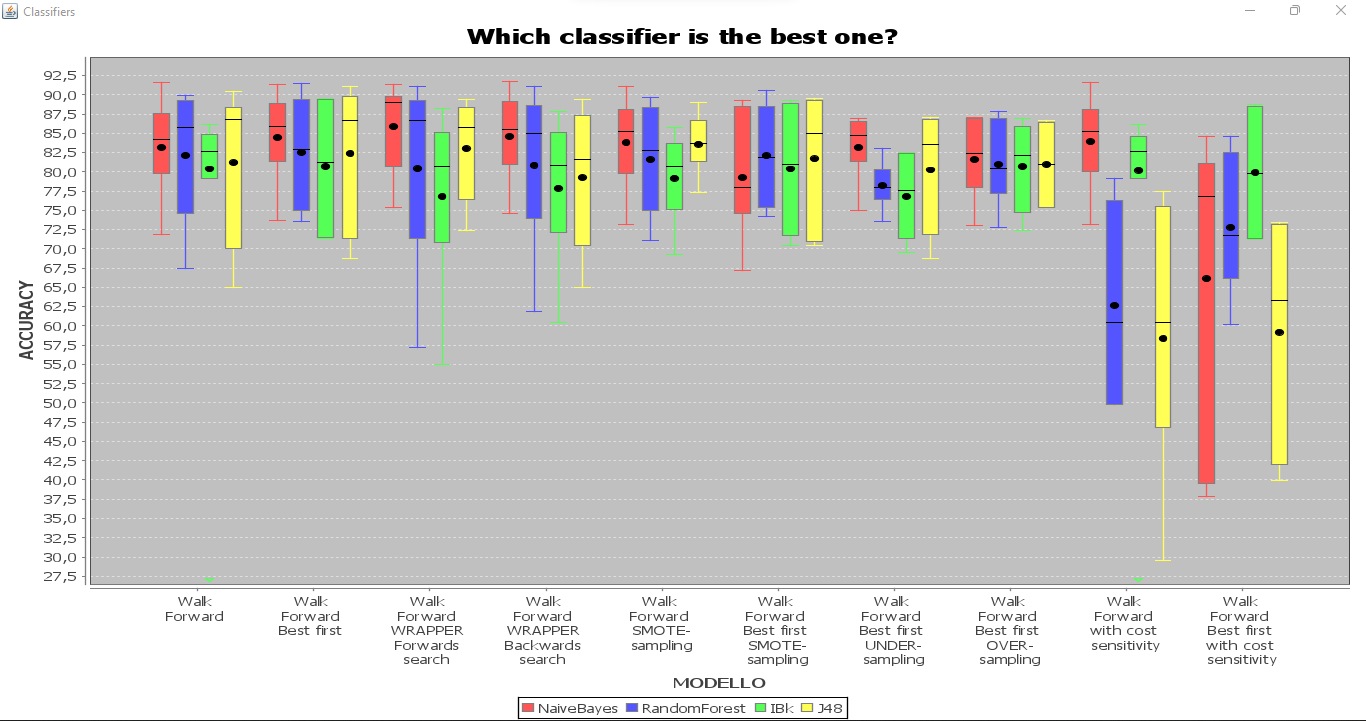 Classifiers
Which classifier is the best one?
ACCURACY
92,5
90,0
87,5
85,0
82,5
80,0
77,5
75,0
72,5
70,0
67,5
65,0
62,5
60,0
57,5
55,0
52,5
50,0
47,5
45,0
42,5
40,0
37,5
35,0
32,5
30,0
27,5
Walk
Forward
Walk
Forward
Best first
Walk
Forward
WRAPPER
Forwards
search
Walk
Forward
WRAPPER
Backwards
search
Walk
Forward
SMOTE-
sampling
Walk
Forward
Best first
SMOTE-
sampling
Walk
Forward
Best first
UNDER-
sampling
Walk
Forward
Best first
OVER-
sampling
Walk
Forward
with cost
sensitivity
Walk
Forward
Best first
with cost
sensitivity
MODELLO
NaiveBayes RandomForest IBk J48